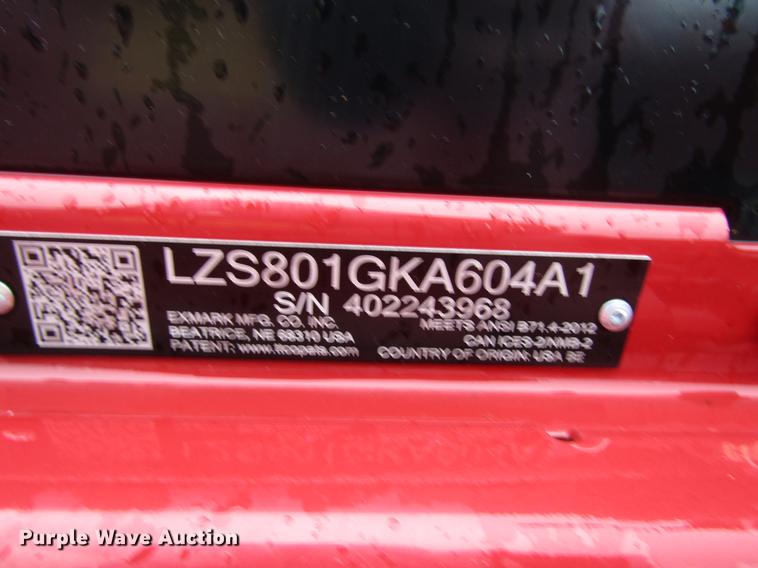 LZS801GKA604A1
S/N 402243968
EXMARK MFG. CO. INC.
BEATRICE, NE 68310 USA
PATENT: www.ttcopats.com
MEETS ANSI B71.4-2012
CAN ICES-2/NMB-2
COUNTRY OF ORIGIN: USA SE
Purple Wave Auction